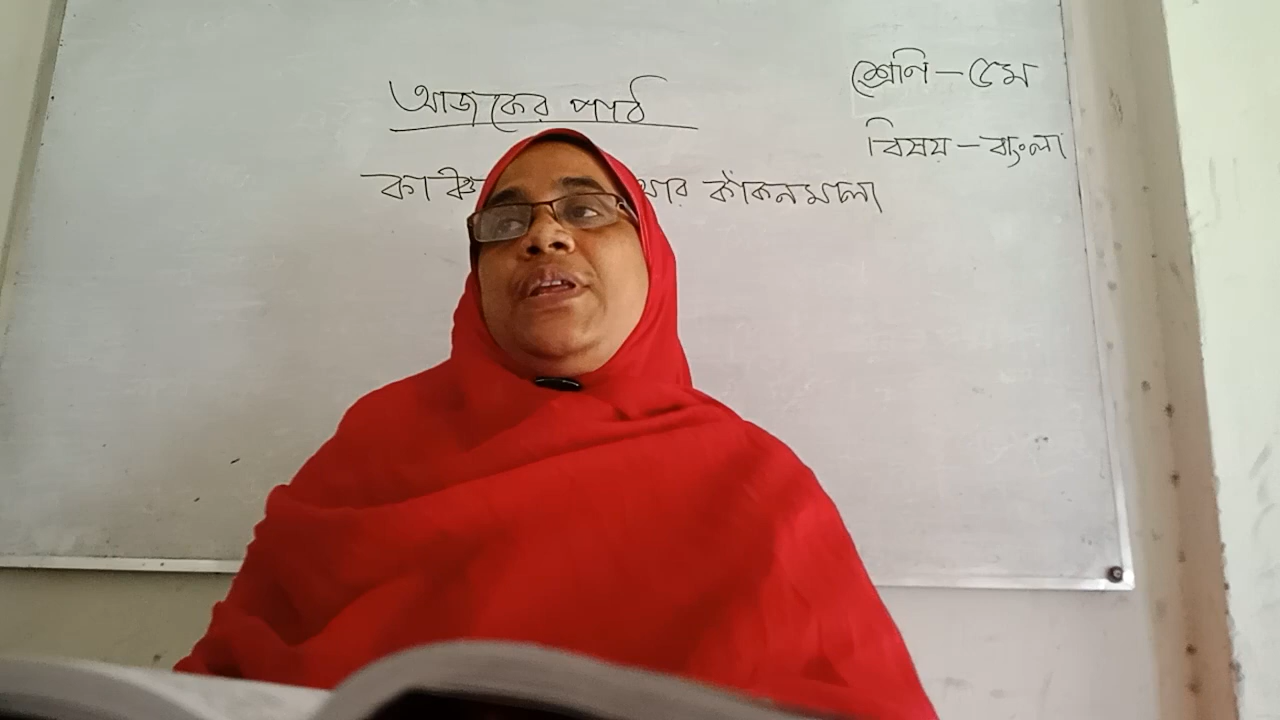 আজকের পাঠ
শ্রেণি - ৫ম
বিষয় - বাংলা
কাঁকনমালা